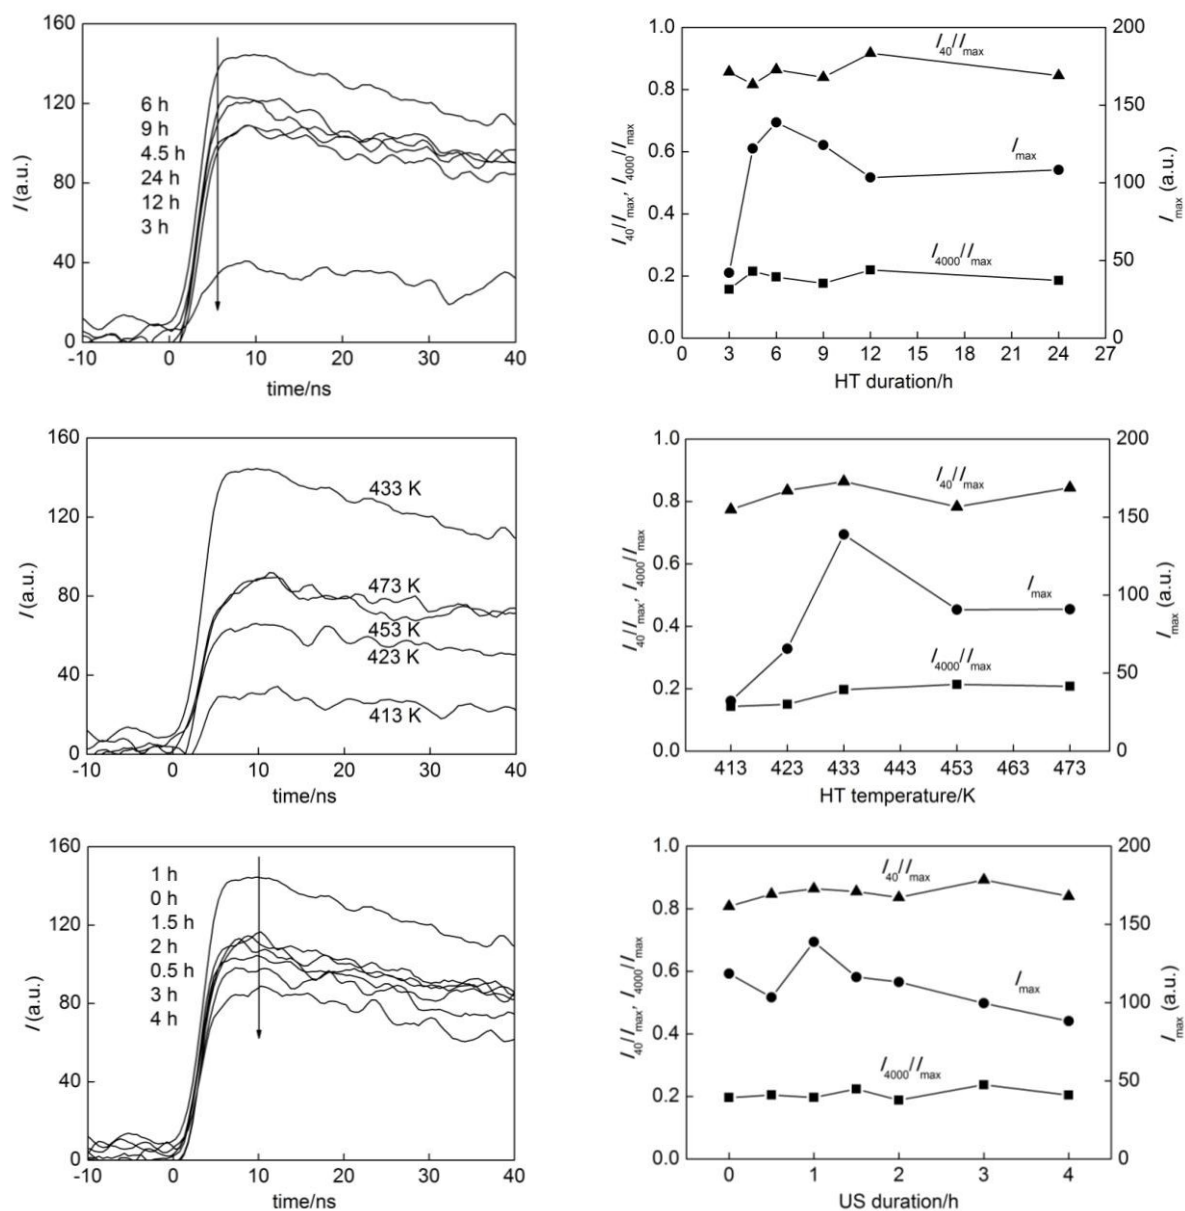 160
120
80
40
0
I (a.u.)
6 h
9 h
4.5 h
24 h
12 h
3 h
-10 0 10 20 30 40
time/ns
1.0
0.8
0.6
0.4
0.2
0.0
I40/Imax, I4000/Imax
I40/Imax
Imax
I4000/Imax
200
150
100
50
0
Imax (a.u.)
0 3 6 9 12 15 18 21 24 27
HT duration/h
160
120
80
40
0
I (a.u.)
433 K
473 K
453 K
423 K
413 K
-10 0 10 20 30 40
time/ns
1.0
0.8
0.6
0.4
0.2
0.0
I40/Imax, I4000/Imax
I40/Imax
Imax
I4000/Imax
200
150
100
50
0
Imax (a.u.)
413 423 433 443 453 463 473
HT temperature/K
160
120
80
40
0
I (a.u.)
1 h
0 h
1.5 h
2 h
0.5 h
3 h
4 h
-10 0 10 20 30 40
time/ns
1.0
0.8
0.6
0.4
0.2
0.0
I40/Imax, I4000/Imax
I40/Imax
Imax
I4000/Imax
200
150
100
50
0
Imax (a.u.)
0 1 2 3 4
US duration/h